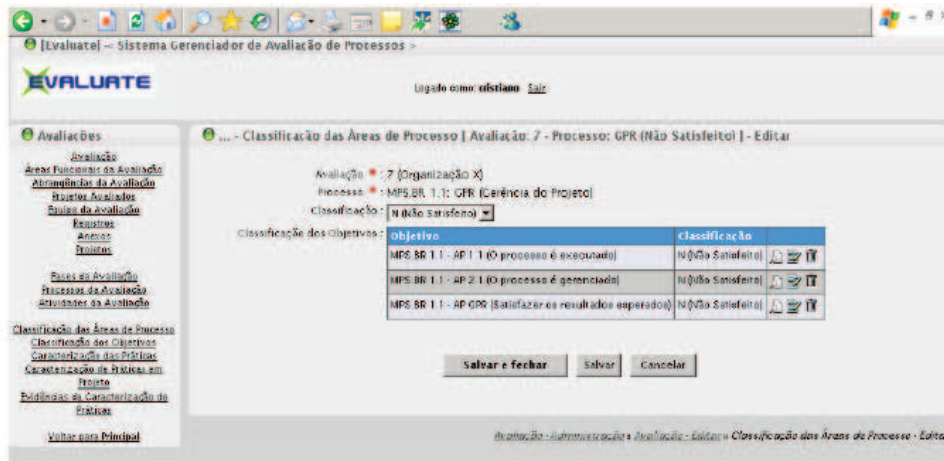 [Evaluate] -< Sistema Gerenciador de Avaliação de Processos >
EVALUATE
Logado como: cristiano Sair
Avaliações
Avaliação
Áreas Funcionais da Avaliação
Abrangências da Avaliação
Projetos Avaliados
Equipe da Avaliação
Registros
Anexos
Projetos
Fases da Avaliação
Processos da Avaliação
Atividades da Avaliação
Classificação das Áreas de Processo
Classificação dos Objetivos
Caracterização das Práticas
Caracterização de Práticas em
Projeto
Evidências da Caracterização de
Práticas
Voltar para Principal
... - Classificação das Áreas de Processo [ Avaliação: 7 - Processo: GPR (Não Satisfeito) ] - Editar
Avaliação * : 7 (Organização X)
Processo * : MPS.BR 1.1: GPR (Gerência do Projeto)
Classificação : N (Não Satisfeito)
Classificação dos Objetivos :
Objetivo Classificação
MPS.BR 1.1 - AP 1.1 (O processo é executado) N (Não Satisfeito)
MPS.BR 1.1 - AP 2.1 (O processo é gerenciado) N (Não Satisfeito)
MPS.BR 1.1 - AP GPR (Satisfazer os resultados esperados) N (Não Satisfeito)
Salvar e fechar Salvar Cancelar
Avaliação - Administração » Avaliação - Editar » Classificação das Áreas de Processo - Edita